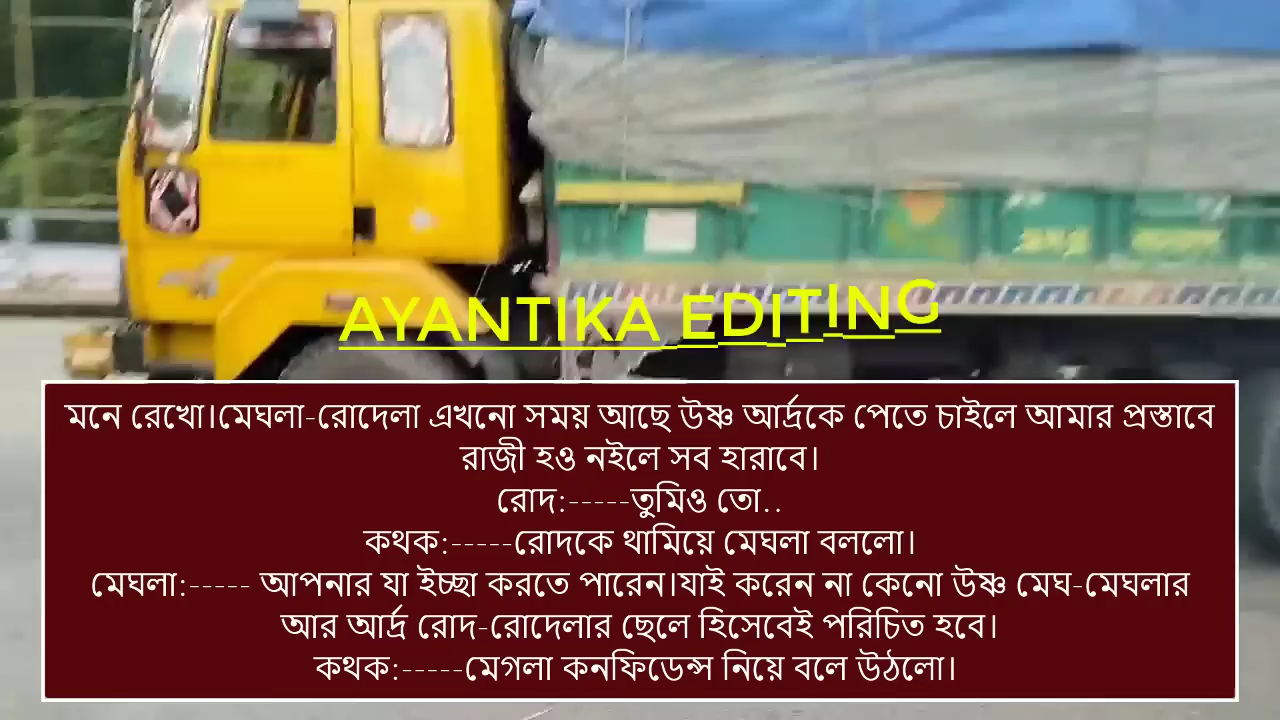 AYANTIKA EDITING
মনে রেখো।মেঘলা-রোদেলা এখনো সময় আছে উষ্ণ আর্দ্রকে পেতে চাইলে আমার প্রস্তাবে
রাজী হও নইলে সব হারাবে।
রোদ:-----তুমিও তো..
কথক:-----রোদকে থামিয়ে মেঘলা বললো।
মেঘলা:----- আপনার যা ইচ্ছা করতে পারেন।যাই করেন না কেনো উষ্ণ মেঘ-মেঘলার
আর আর্দ্র রোদ-রোদেলার ছেলে হিসেবেই পরিচিত হবে।
কথক:-----মেগলা কনফিডেন্স নিয়ে বলে উঠলো।